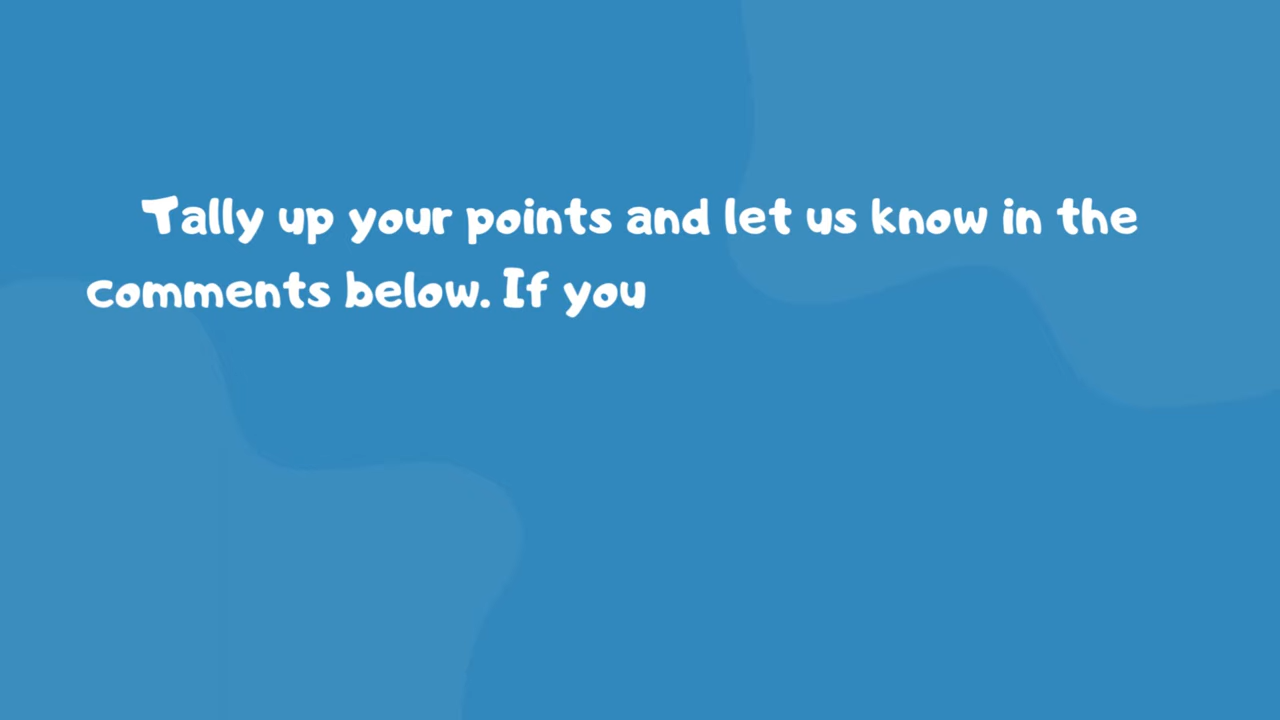 Tally up your points and let us know in the
comments below. If you